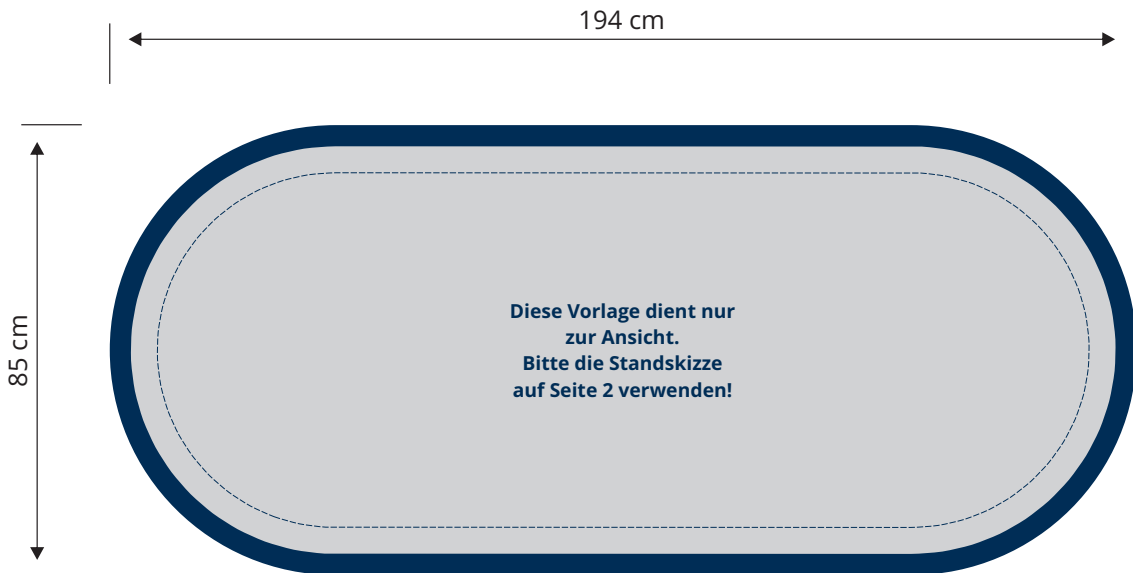 194 cm
85 cm
Diese Vorlage dient nur
zur Ansicht.
Bitte die Standskizze
auf Seite 2 verwenden!